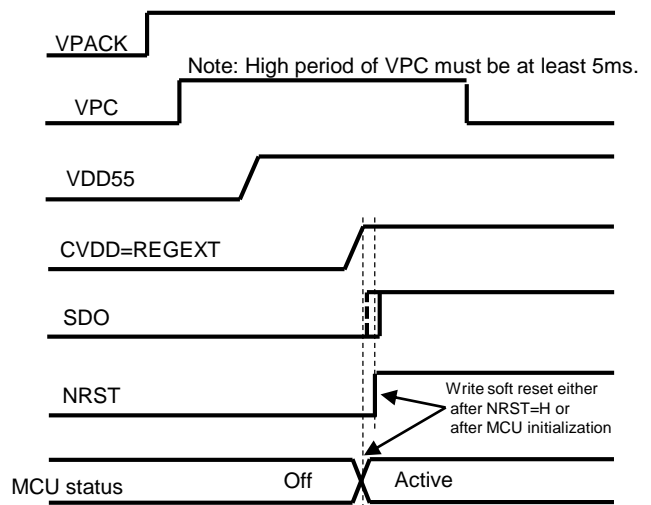 VPACK
Note: High period of VPC must be at least 5ms.
VPC
VDD55
CVDD=REGEXT
SDO
NRST
Write soft reset either
after NRST=H or
after MCU initialization
MCU status
Off
Active